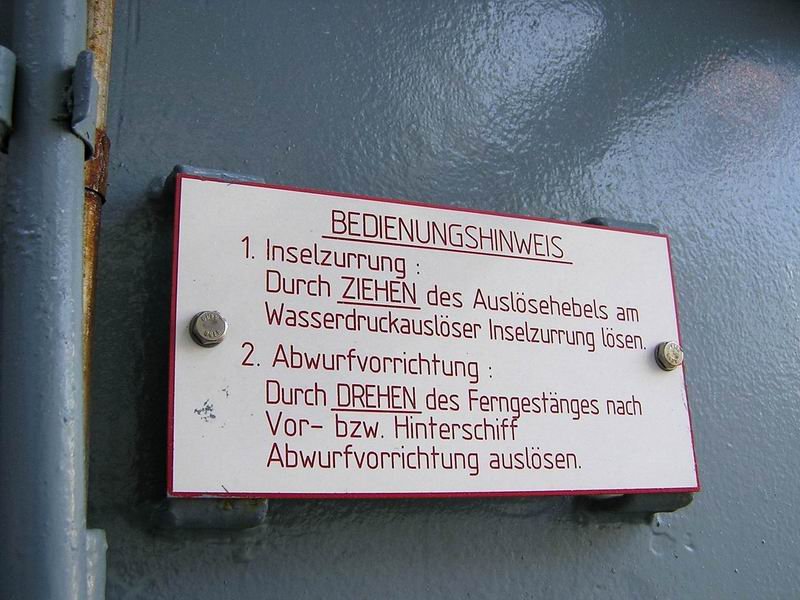 BEDIENUNGSHINWEIS
1. Inselzurrung :
Durch ZIEHEN des Auslösehebels am
Wasserdruckauslöser Inselzurrung lösen.
2. Abwurfvorrichtung :
Durch DREHEN des Ferngestänges nach
Vor- bzw. Hinterschiff
Abwurfvorrichtung auslösen.